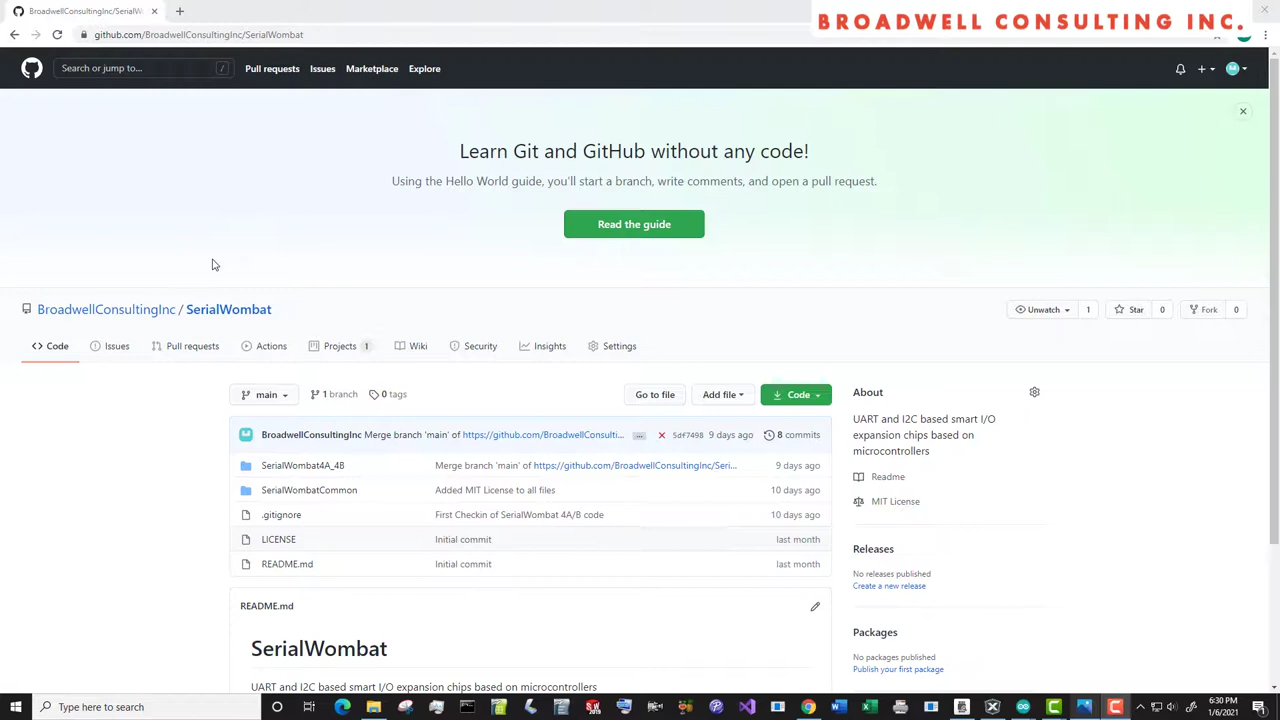 BroadwellConsultingInc/SerialWo
BROADWELL CONSULTING INC.
github.com/BroadwellConsultingInc/SerialWombat
Search or jump to... / Pull requests Issues Marketplace Explore
Learn Git and GitHub without any code!
Using the Hello World guide, you'll start a branch, write comments, and open a pull request.
Read the guide
BroadwellConsultingInc / SerialWombat Unwatch 1 Star 0 Fork 0
Code Issues Pull requests Actions Projects 1 Wiki Security Insights Settings
main 1 branch 0 tags Go to file Add file Code
BroadwellConsultingInc Merge branch 'main' of https://github.com/BroadwellConsulti... ... 5df7498 9 days ago 8 commits
SerialWombat4A_4B Merge branch 'main' of https://github.com/BroadwellConsultingInc/Seri... 9 days ago
SerialWombatCommon Added MIT License to all files 10 days ago
.gitignore First Checkin of SerialWombat 4A/B code 10 days ago
LICENSE Initial commit last month
README.md Initial commit last month
About
UART and I2C based smart I/O
expansion chips based on
microcontrollers
Readme
MIT License
Releases
No releases published
Create a new release
Packages
No packages published
Publish your first package
README.md
SerialWombat
UART and I2C based smart I/O expansion chips based on microcontrollers
Type here to search
6:30 PM
1/6/2021